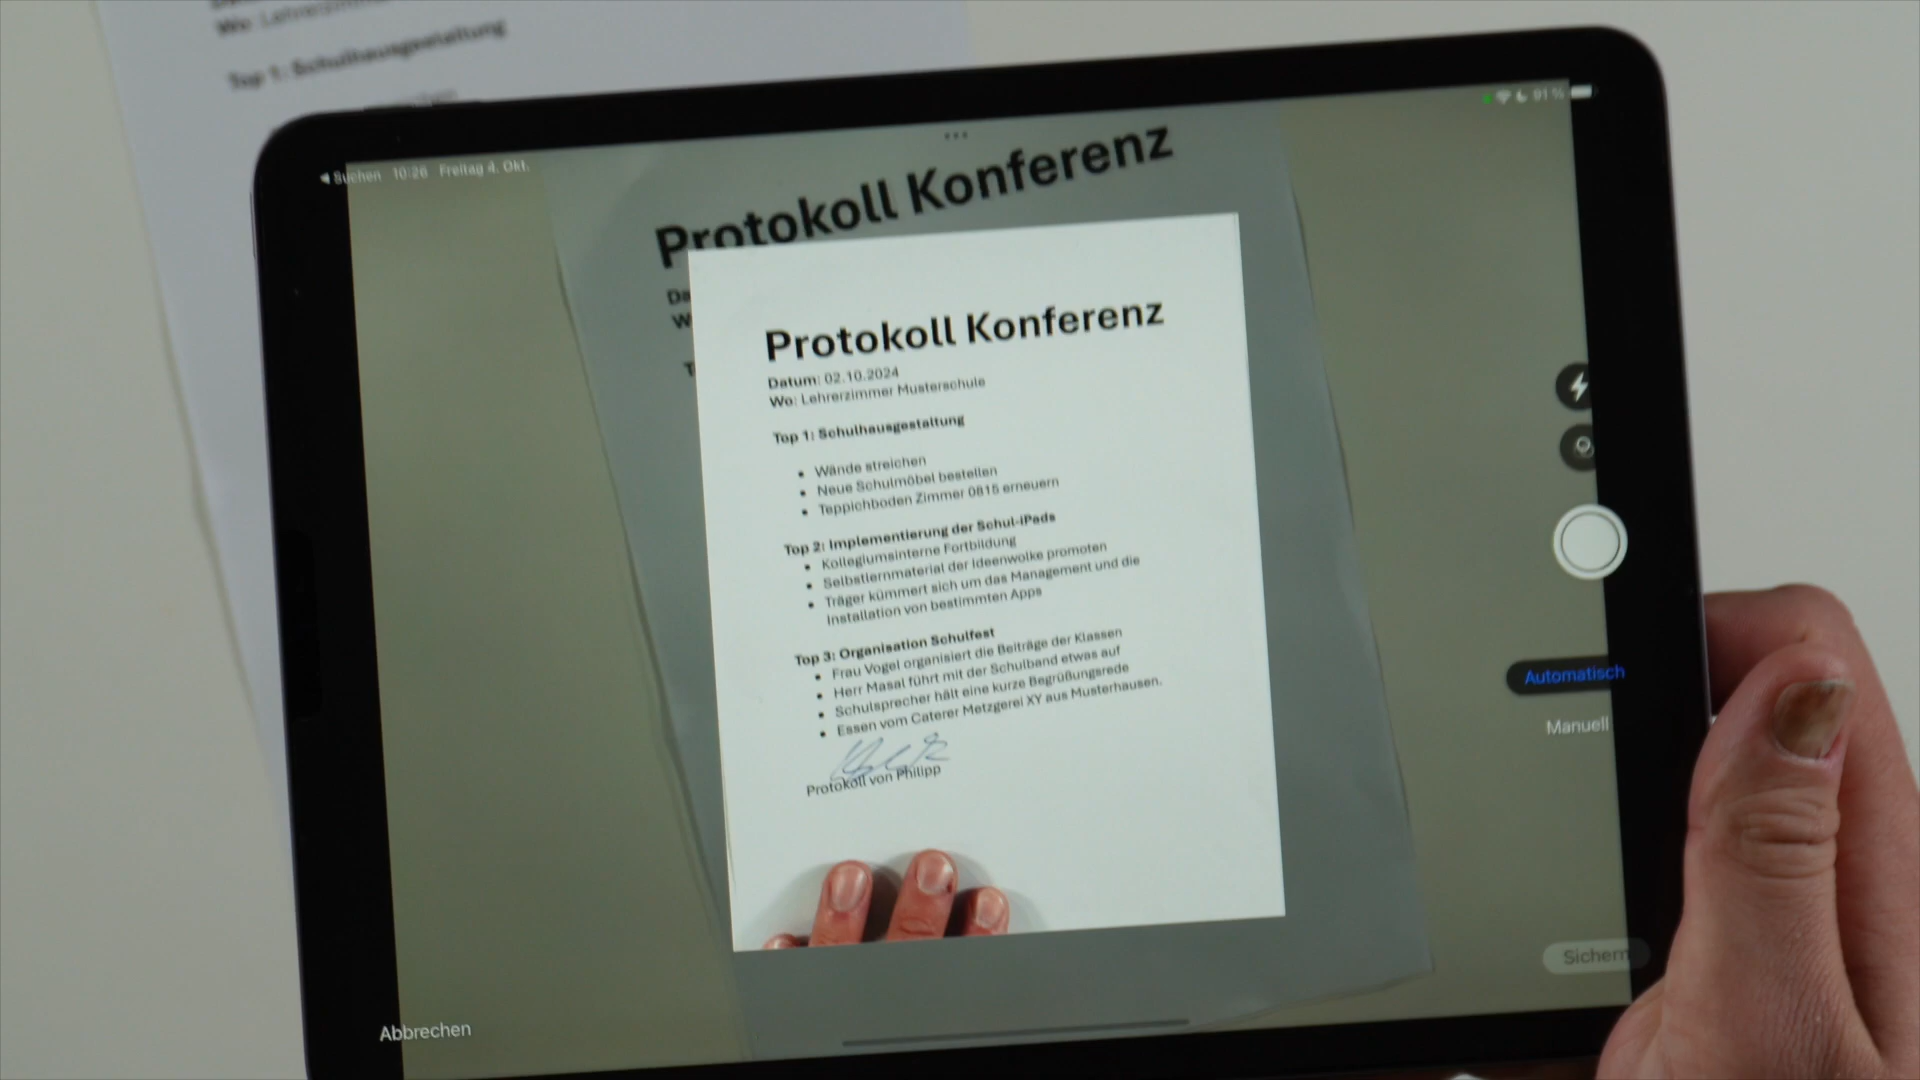 Wo: Lehrerzimmer
Top 1: Schulhausgestaltung
Suchen 10:26 Freitag 4. Okt.
91 %
Protokoll Konferenz
Da
W
T
Protokoll Konferenz
Datum: 02.10.2024
Wo: Lehrerzimmer Musterschule
Top 1: Schulhausgestaltung
• Wände streichen
• Neue Schulmöbel bestellen
• Teppichboden Zimmer 0815 erneuern
Top 2: Implementierung der Schul-iPads
• Kollegiumsinterne Fortbildung
• Selbstlernmaterial der Ideenwolke promoten
• Träger kümmert sich um das Management und die
Installation von bestimmten Apps
Top 3: Organisation Schulfest
• Frau Vogel organisiert die Beiträge der Klassen
• Herr Masal führt mit der Schulband etwas auf
• Schulsprecher hält eine kurze Begrüßungsrede
• Essen vom Caterer Metzgerei XY aus Musterhausen.
Protokoll von Philipp
Automatisch
Manuell
Sichern
Abbrechen